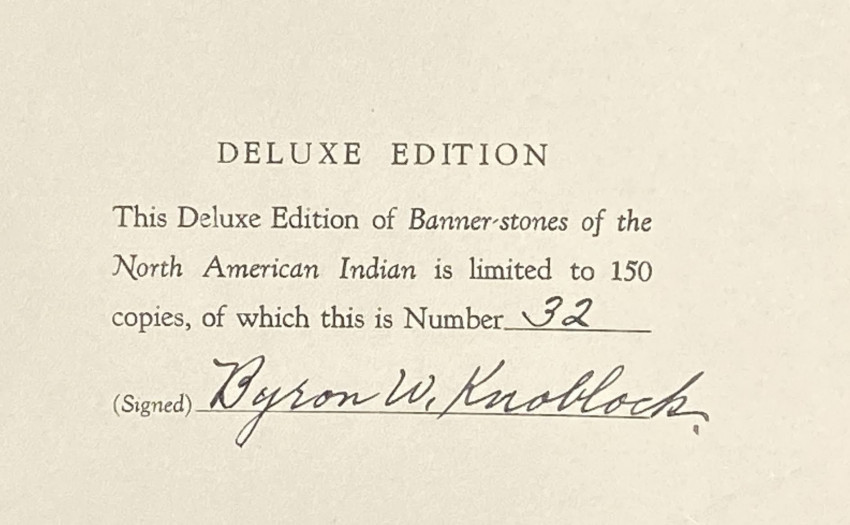 DELUXE EDITION
This Deluxe Edition of Banner-stones of the
North American Indian is limited to 150
copies, of which this is Number 32
(Signed) Byron W. Knoblock.